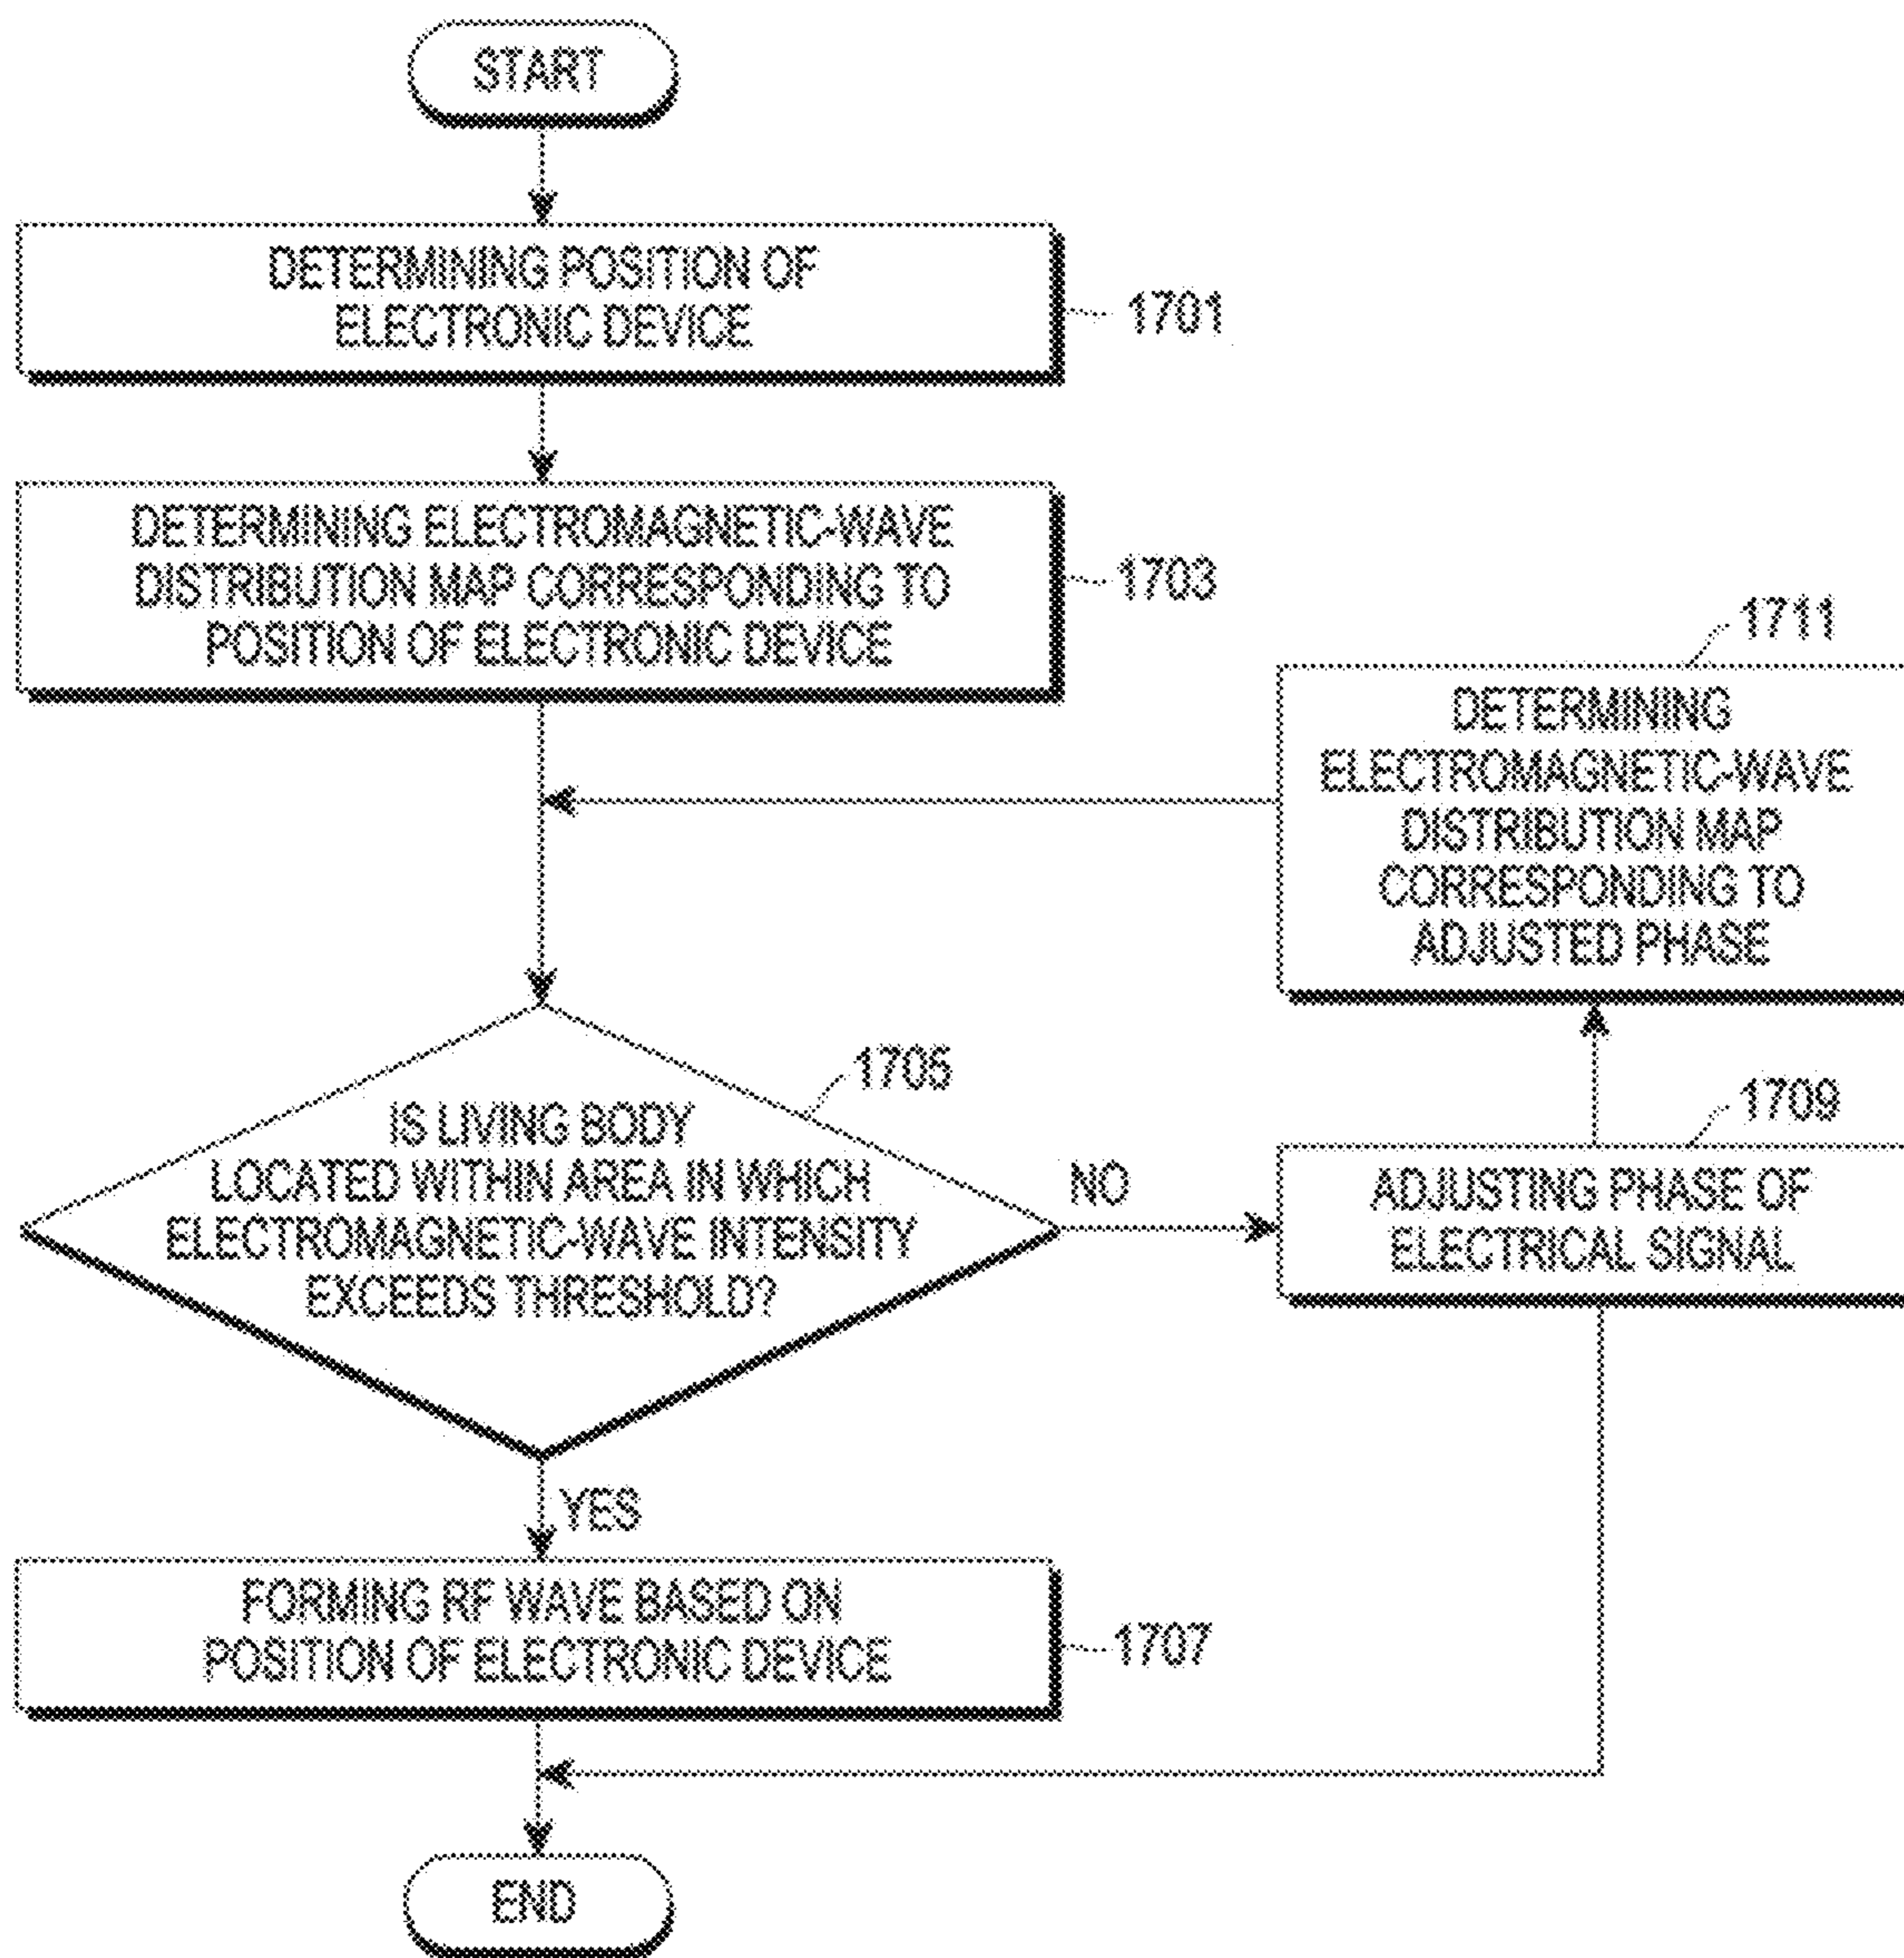 START
DETERMINING POSITION OF
ELECTRONIC DEVICE
1701
DETERMINING ELECTROMAGNETIC-WAVE
DISTRIBUTION MAP CORRESPONDING TO
POSITION OF ELECTRONIC DEVICE
1703
1711
DETERMINING
ELECTROMAGNETIC-WAVE
DISTRIBUTION MAP
CORRESPONDING TO
ADJUSTED PHASE
1705
IS LIVING BODY
LOCATED WITHIN AREA IN WHICH
ELECTROMAGNETIC-WAVE INTENSITY
EXCEEDS THRESHOLD?
NO
1709
ADJUSTING PHASE OF
ELECTRICAL SIGNAL
YES
FORMING RF WAVE BASED ON
POSITION OF ELECTRONIC DEVICE
1707
END